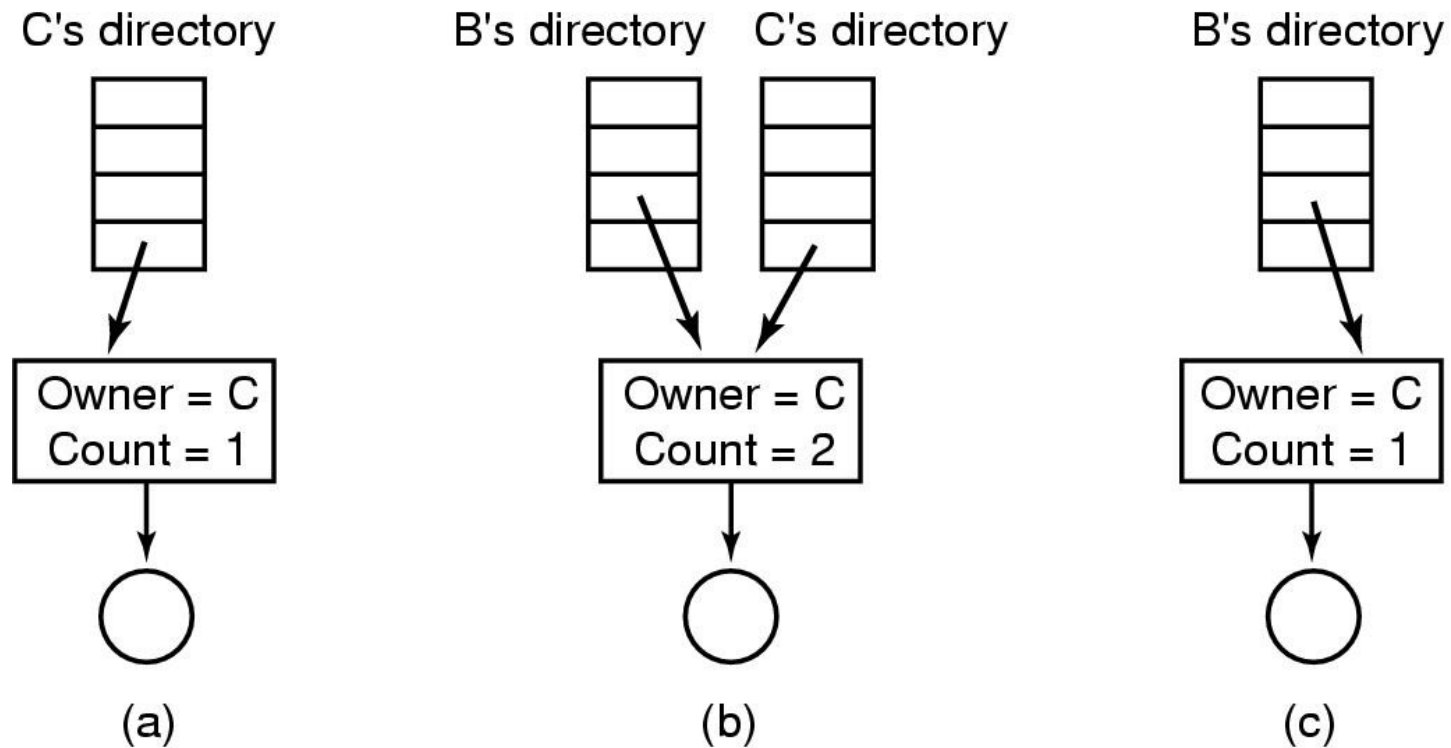 C's directory
B's directory
C's directory
B's directory
Owner = C
Count = 1
Owner = C
Count = 2
Owner = C
Count = 1
(a)
(b)
(c)